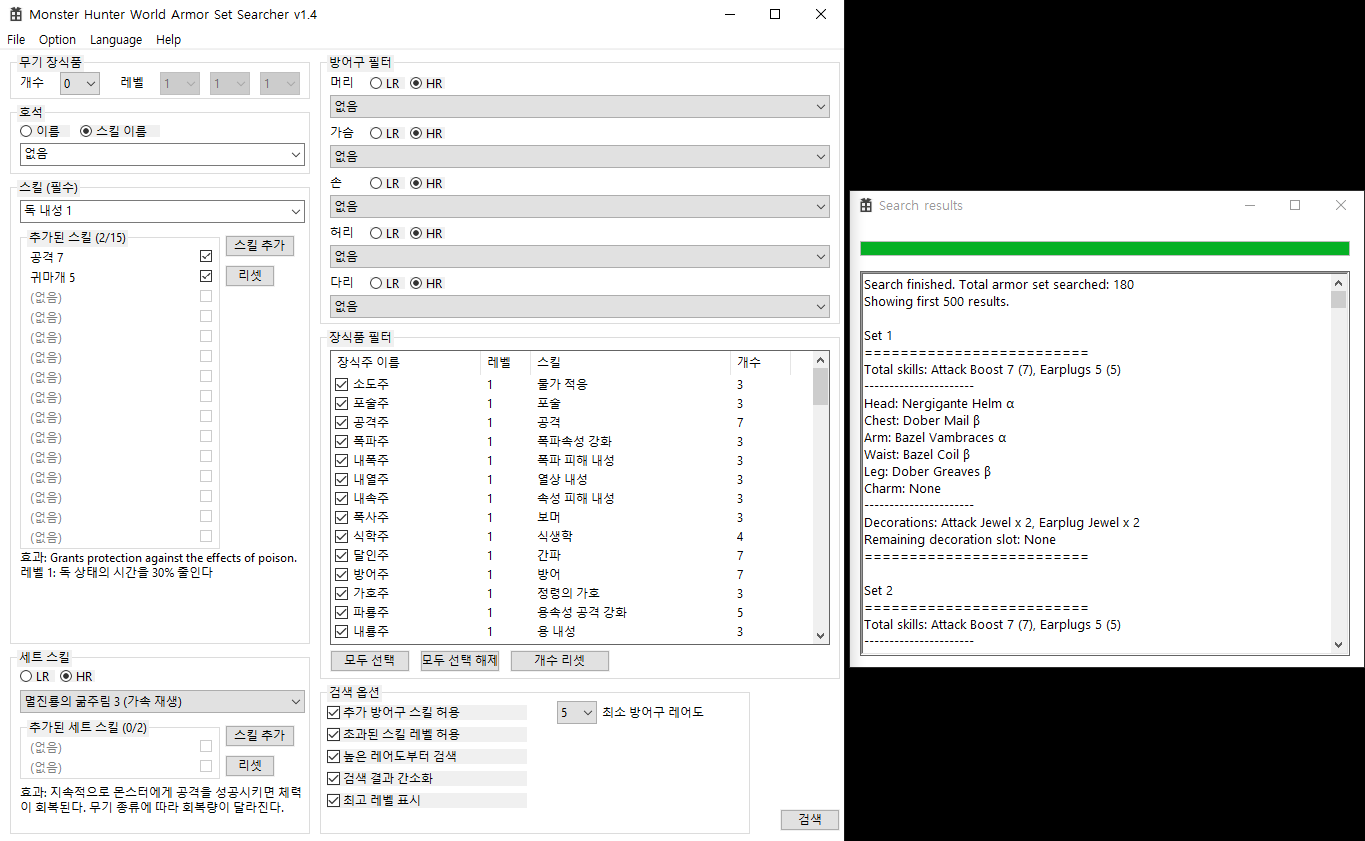 Monster Hunter World Armor Set Searcher v1.4
File Option Language Help
무기 장식품
개수 0 레벨 1 1 1
호석
이름 스킬 이름
없음
스킬 (필수)
독 내성 1
추가된 스킬 (2/15)
스킬 추가
공격 7
귀마개 5
리셋
(없음)
(없음)
(없음)
(없음)
(없음)
(없음)
(없음)
(없음)
(없음)
(없음)
(없음)
(없음)
(없음)
효과: Grants protection against the effects of poison.
레벨 1: 독 상태의 시간을 30% 줄인다
세트 스킬
LR HR
멸진룡의 굶주림 3 (가속 재생)
추가된 세트 스킬 (0/2)
스킬 추가
(없음)
(없음)
리셋
효과: 지속적으로 몬스터에게 공격을 성공시키면 체력
이 회복된다. 무기 종류에 따라 회복량이 달라진다.
방어구 필터
머리 LR HR
없음
가슴 LR HR
없음
손 LR HR
없음
허리 LR HR
없음
다리 LR HR
없음
장식품 필터
장식주 이름 레벨 스킬 개수
소도주 1 물가 적응 3
포술주 1 포술 3
공격주 1 공격 7
폭파주 1 폭파속성 강화 3
내폭주 1 폭파 피해 내성 3
내열주 1 열상 내성 3
내속주 1 속성 피해 내성 3
폭사주 1 보머 3
식학주 1 식생학 4
달인주 1 간파 7
방어주 1 방어 7
가호주 1 정령의 가호 3
파룡주 1 용속성 공격 강화 5
내룡주 1 용 내성 3
모두 선택 모두 선택 해제 개수 리셋
검색 옵션
추가 방어구 스킬 허용 5 최소 방어구 레어도
초과된 스킬 레벨 허용
높은 레어도부터 검색
검색 결과 간소화
최고 레벨 표시
검색
Search results
Search finished. Total armor set searched: 180
Showing first 500 results.
Set 1
=========================
Total skills: Attack Boost 7 (7), Earplugs 5 (5)
----------------------
Head: Nergigante Helm α
Chest: Dober Mail β
Arm: Bazel Vambraces α
Waist: Bazel Coil β
Leg: Dober Greaves β
Charm: None
----------------------
Decorations: Attack Jewel x 2, Earplug Jewel x 2
Remaining decoration slot: None
=========================
Set 2
=========================
Total skills: Attack Boost 7 (7), Earplugs 5 (5)
----------------------